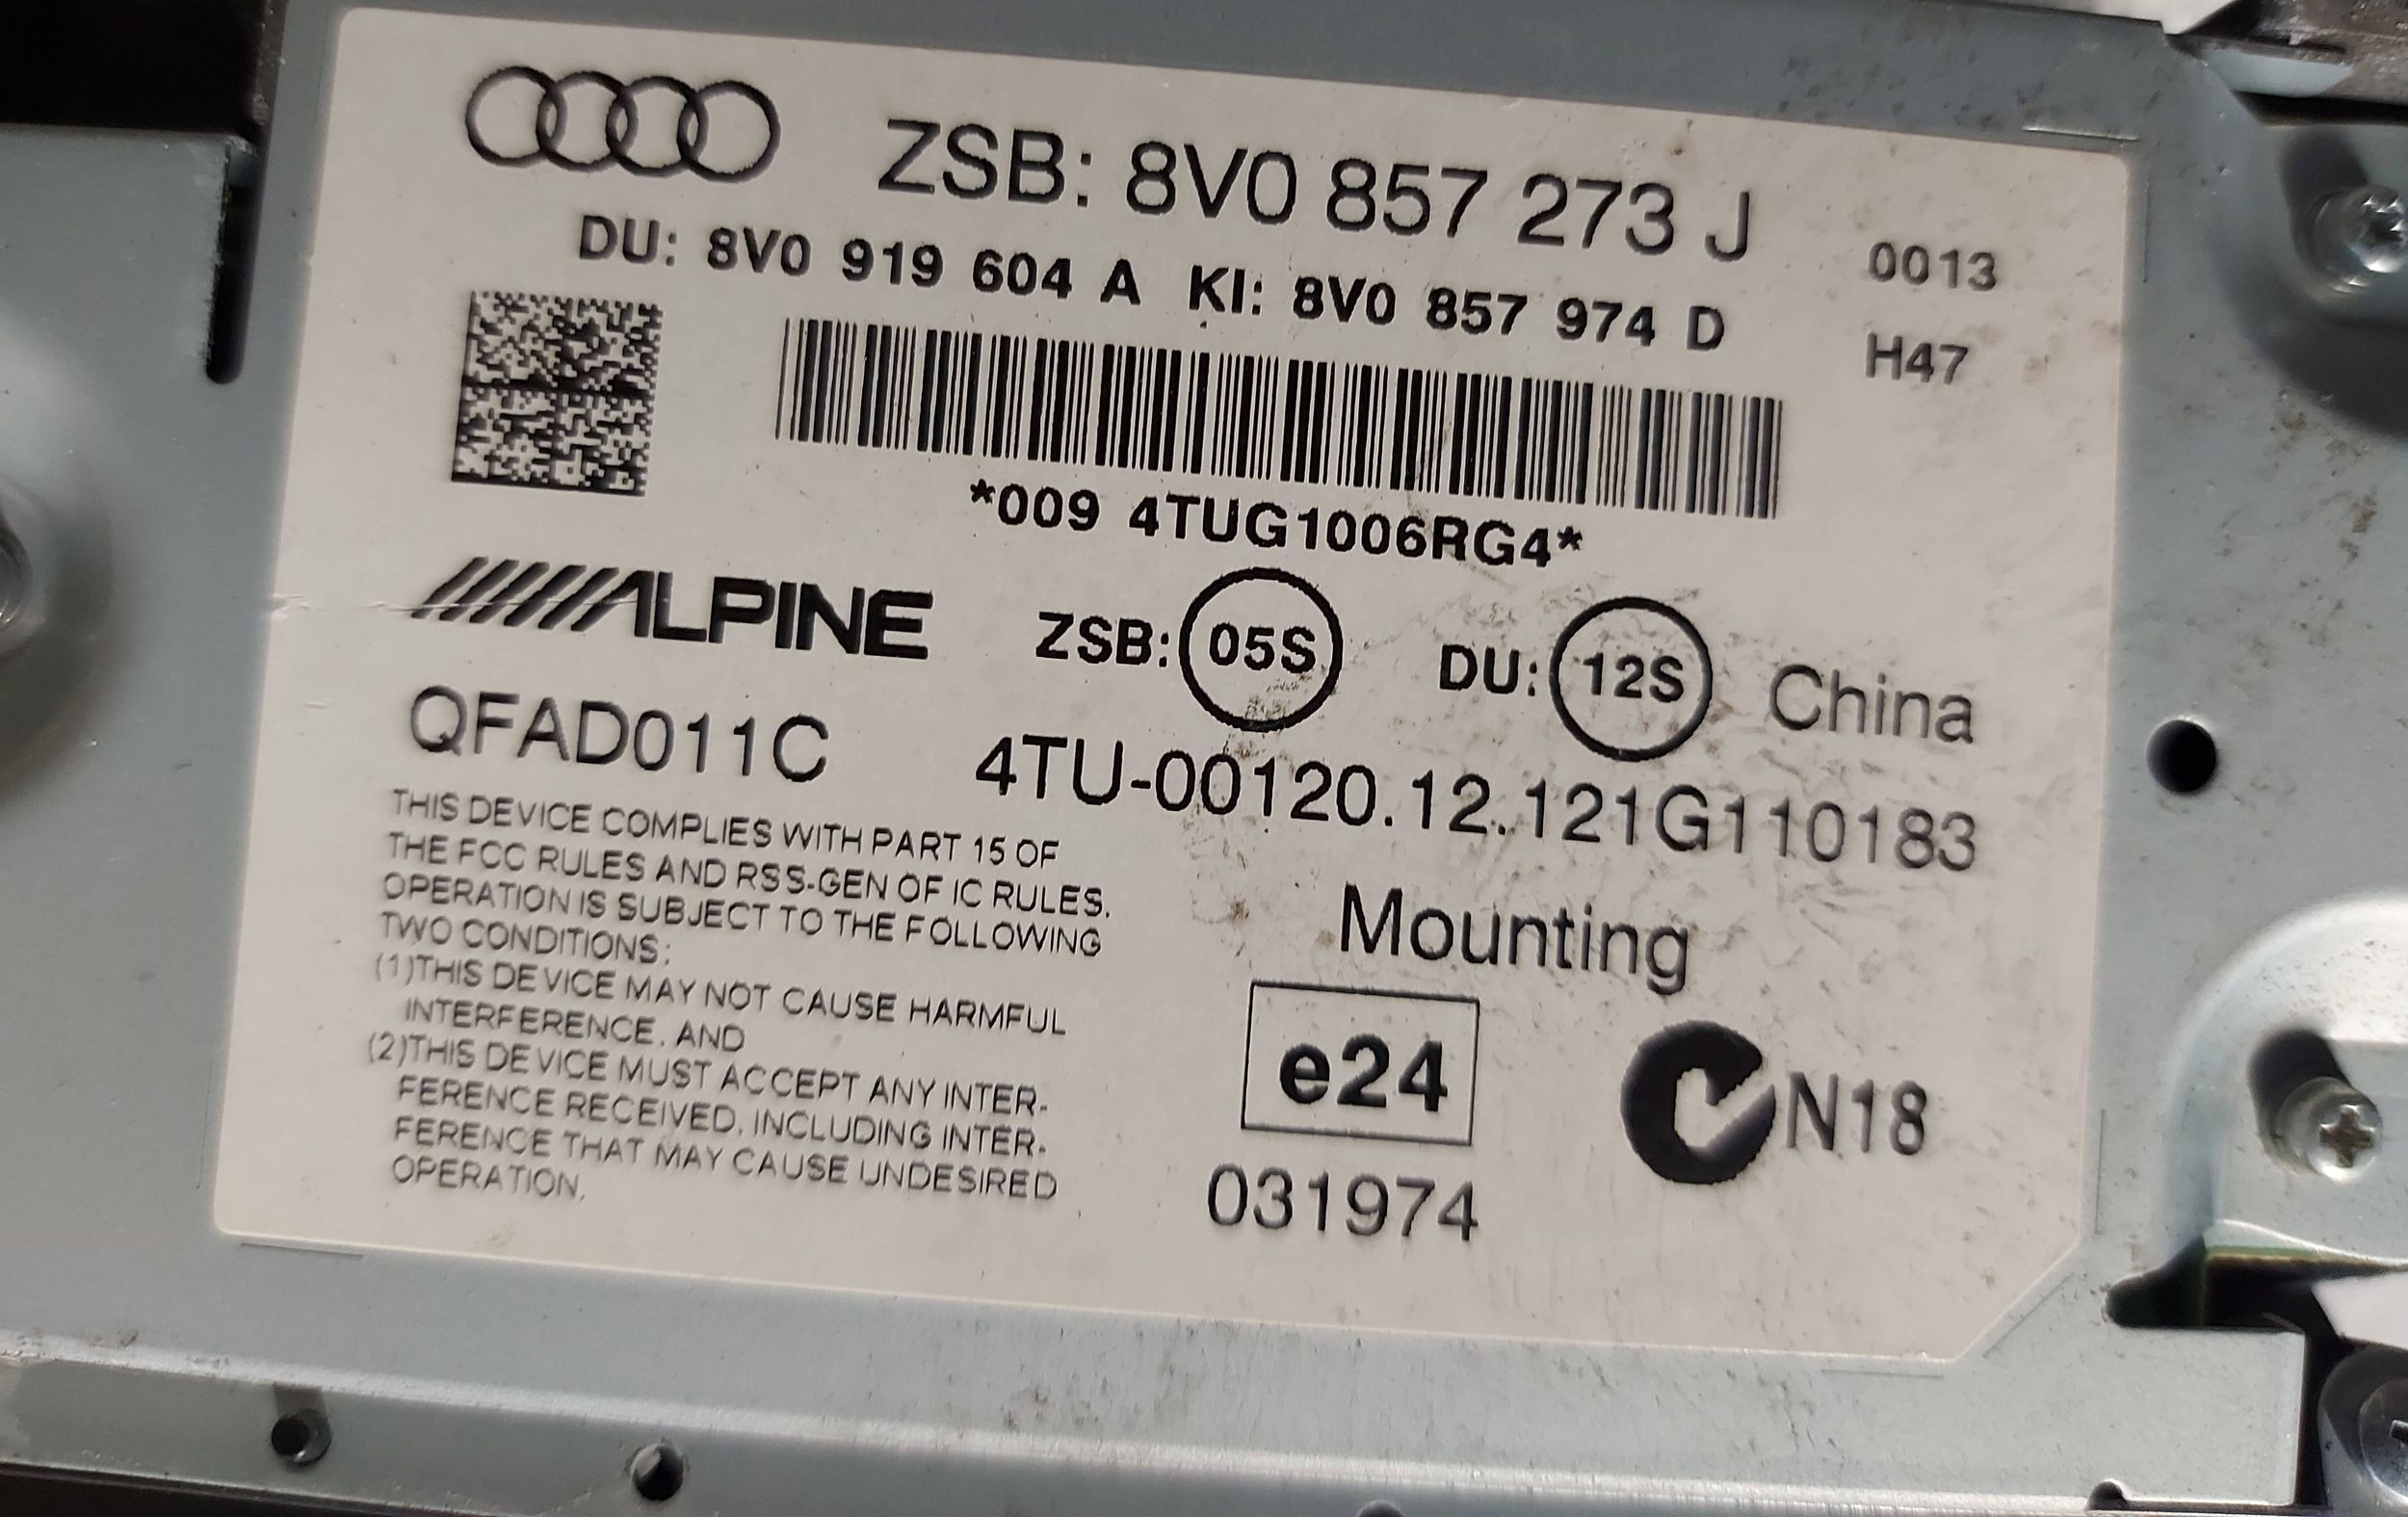 ZSB: 8V0 857 273 J
0013
DU: 8V0 919 604 A KI: 8V0 857 974 D
H47
*009 4TUG1006RG4*
ALPINE ZSB: 05S DU: 12S China
QFAD011C 4TU-00120.12.121G110183
THIS DEVICE COMPLIES WITH PART 15 OF
THE FCC RULES AND RSS-GEN OF IC RULES.
OPERATION IS SUBJECT TO THE FOLLOWING
TWO CONDITIONS:
(1)THIS DEVICE MAY NOT CAUSE HARMFUL
INTERFERENCE, AND
(2)THIS DEVICE MUST ACCEPT ANY INTER-
FERENCE RECEIVED, INCLUDING INTER-
FERENCE THAT MAY CAUSE UNDESIRED
OPERATION.
Mounting
e24
N18
031974